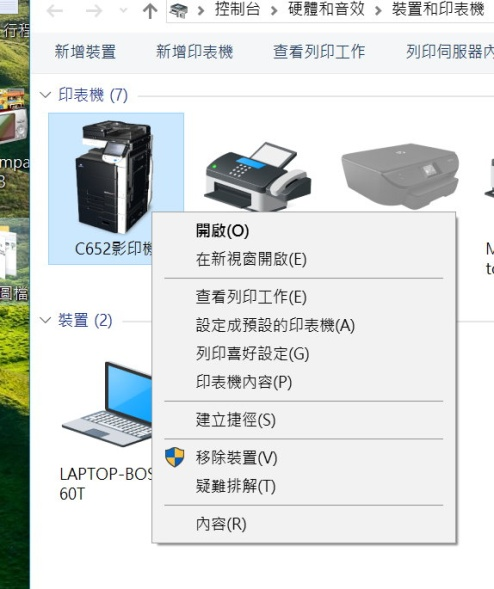 行程
控制台 > 硬體和音效 > 裝置和印表機
新增裝置 新增印表機 查看列印工作 列印伺服器內
印表機 (7)
C652影印機
開啟(O)
在新視窗開啟(E)
查看列印工作(E)
設定成預設的印表機(A)
列印喜好設定(G)
印表機內容(P)
建立捷徑(S)
移除裝置(V)
疑難排解(T)
內容(R)
裝置 (2)
LAPTOP-BOS
60T
mpa
3
圖檔
M
to